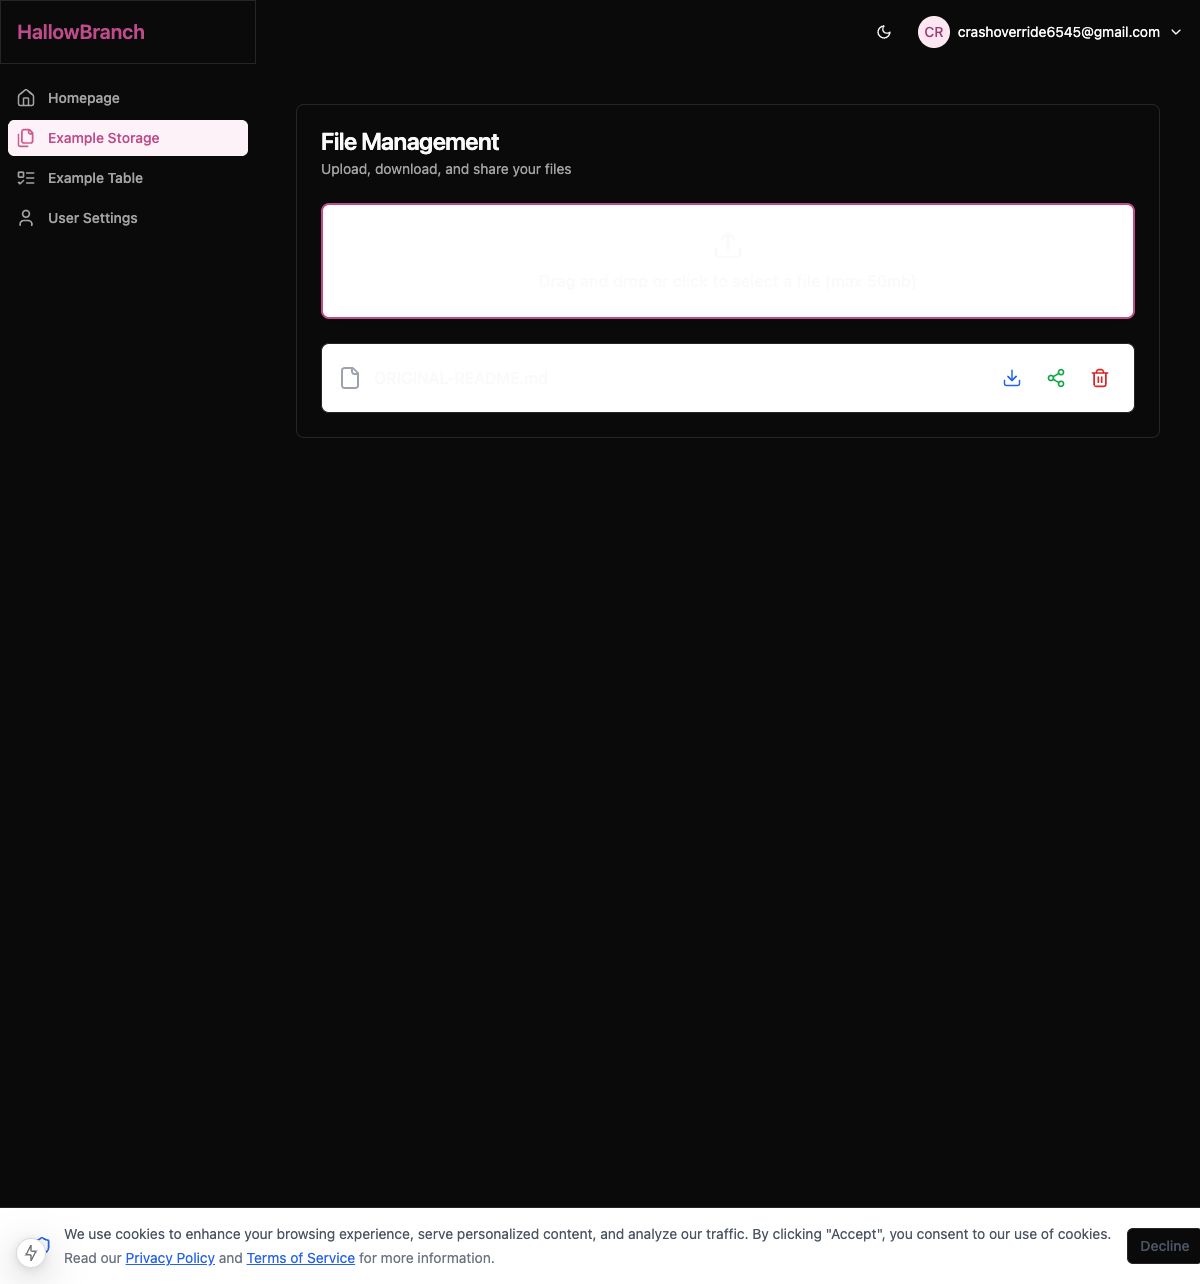 HallowBranch
CR
crashoverride6545@gmail.com
Homepage
Example Storage
Example Table
User Settings
File Management
Upload, download, and share your files
Drag and drop or click to select a file (max 50mb)
ORIGINAL-README.md
We use cookies to enhance your browsing experience, serve personalized content, and analyze our traffic. By clicking "Accept", you consent to our use of cookies.
Read our Privacy Policy and Terms of Service for more information.
Decline